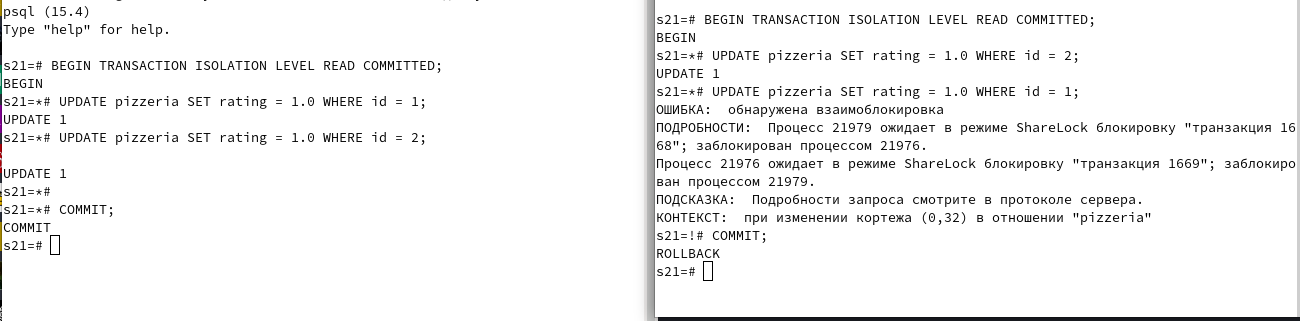 psql (15.4)
Type "help" for help.
s21=# BEGIN TRANSACTION ISOLATION LEVEL READ COMMITTED;
BEGIN
s21=*# UPDATE pizzeria SET rating = 1.0 WHERE id = 1;
UPDATE 1
s21=*# UPDATE pizzeria SET rating = 1.0 WHERE id = 2;
UPDATE 1
s21=*#
s21=*# COMMIT;
COMMIT
s21=#
s21=# BEGIN TRANSACTION ISOLATION LEVEL READ COMMITTED;
BEGIN
s21=*# UPDATE pizzeria SET rating = 1.0 WHERE id = 2;
UPDATE 1
s21=*# UPDATE pizzeria SET rating = 1.0 WHERE id = 1;
ОШИБКА:  обнаружена взаимоблокировка
ПОДРОБНОСТИ:  Процесс 21979 ожидает в режиме ShareLock блокировку "транзакция 16
68"; заблокирован процессом 21976.
Процесс 21976 ожидает в режиме ShareLock блокировку "транзакция 1669"; заблокиро
ван процессом 21979.
ПОДСКАЗКА:  Подробности запроса смотрите в протоколе сервера.
КОНТЕКСТ:  при изменении кортежа (0,32) в отношении "pizzeria"
s21=!# COMMIT;
ROLLBACK
s21=#